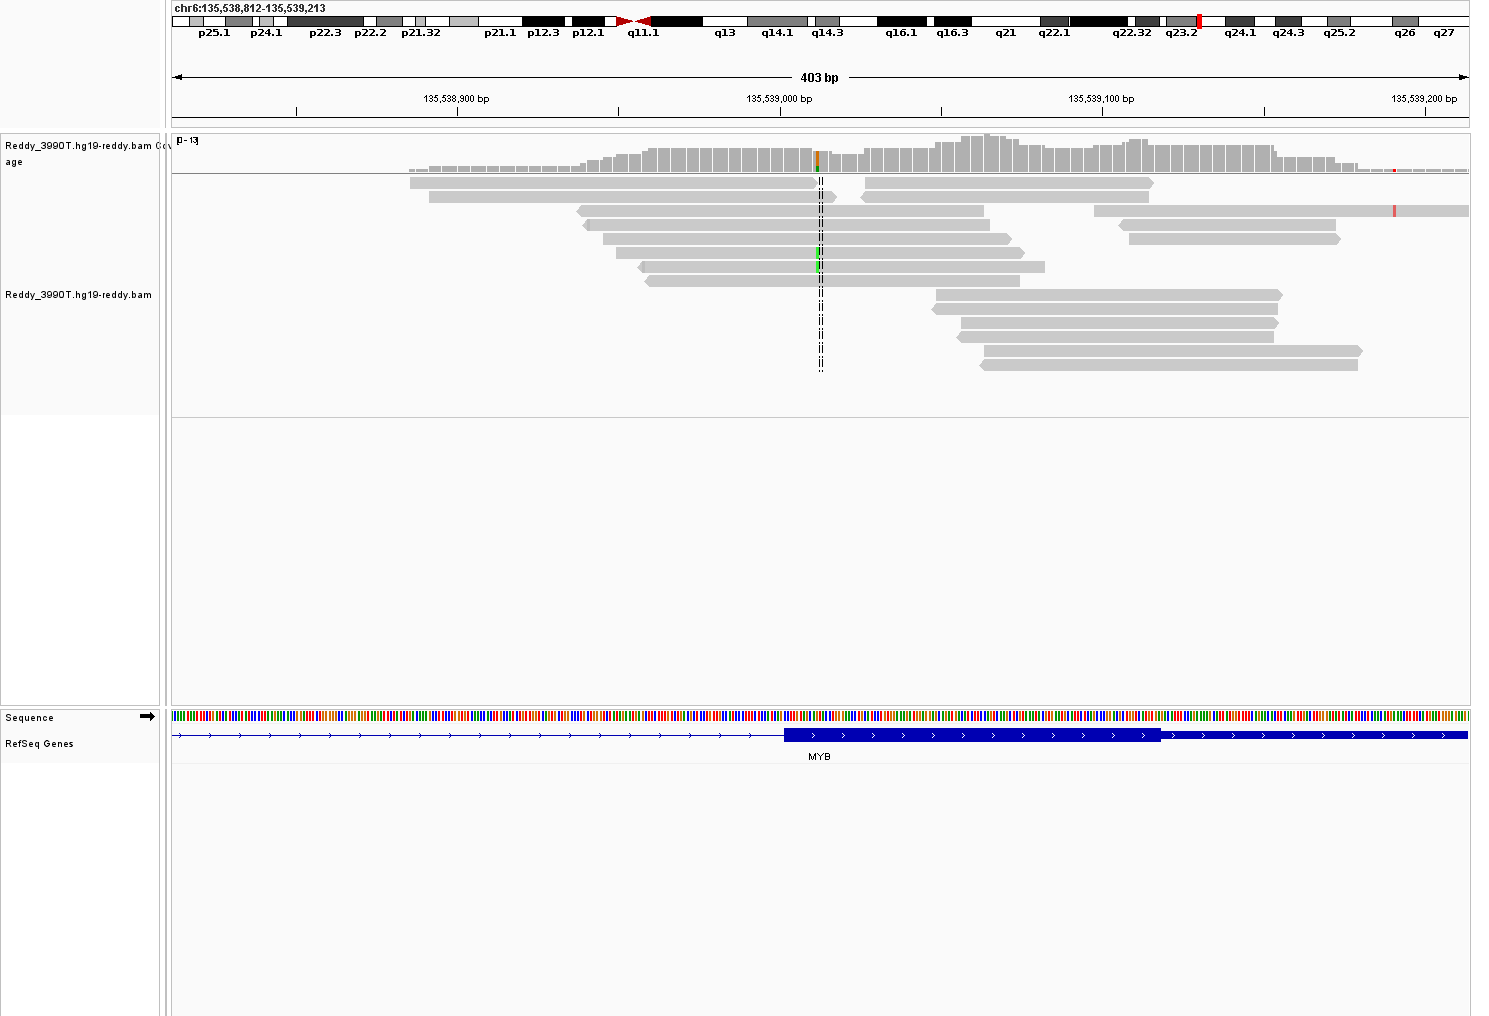 chr6:135,538,812-135,539,213
p25.1 p24.1 p22.3 p22.2 p21.32 p21.1 p12.3 p12.1 q11.1 q13 q14.1 q14.3 q16.1 q16.3 q21 q22.1 q22.32 q23.2 q24.1 q24.3 q25.2 q26 q27
403 bp
135,538,900 bp 135,539,000 bp 135,539,100 bp 135,539,200 bp
[0 - 13]
Reddy_3990T.hg19-reddy.bam Cov
age
Reddy_3990T.hg19-reddy.bam
Sequence
RefSeq Genes
MYB